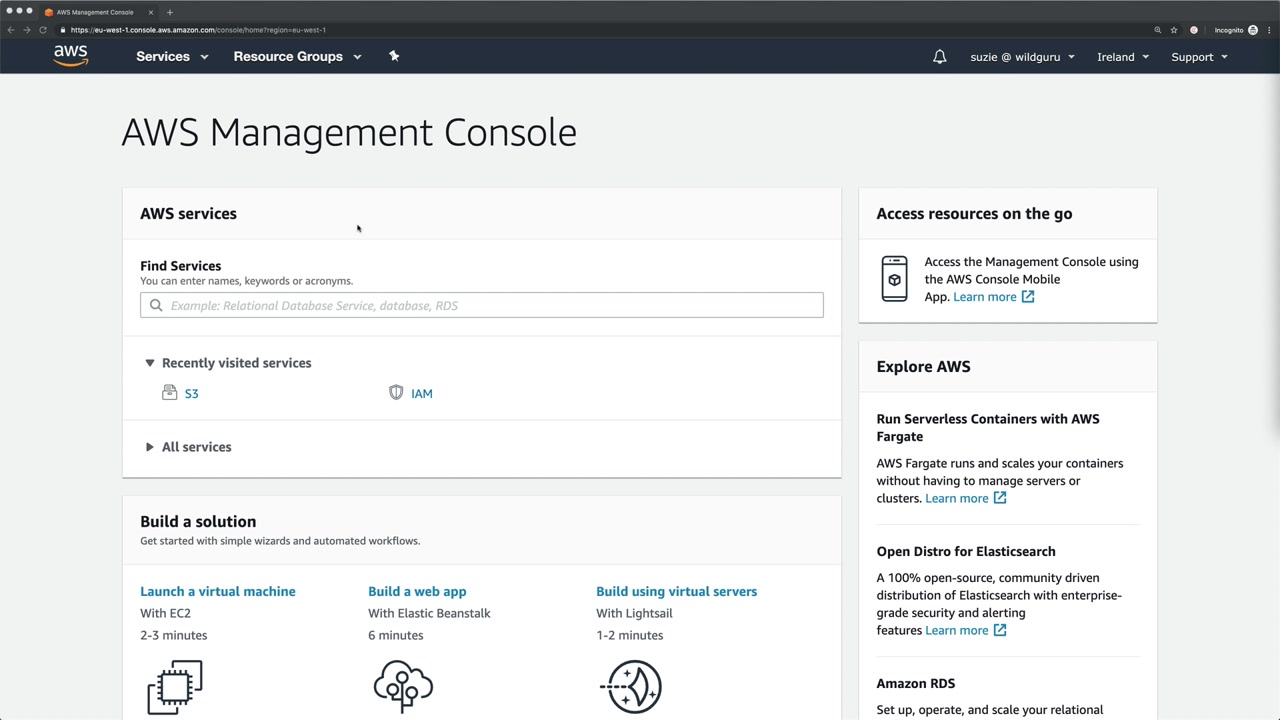 AWS Management Console
https://eu-west-1.console.aws.amazon.com/console/home?region=eu-west-1
Incognito
aws
Services
Resource Groups
suzie @ wildguru
Ireland
Support
AWS Management Console
AWS services
Find Services
You can enter names, keywords or acronyms.
Example: Relational Database Service, database, RDS
Recently visited services
S3
IAM
All services
Build a solution
Get started with simple wizards and automated workflows.
Launch a virtual machine
With EC2
2-3 minutes
Build a web app
With Elastic Beanstalk
6 minutes
Build using virtual servers
With Lightsail
1-2 minutes
Access resources on the go
Access the Management Console using
the AWS Console Mobile
App. Learn more
Explore AWS
Run Serverless Containers with AWS
Fargate
AWS Fargate runs and scales your containers
without having to manage servers or
clusters. Learn more
Open Distro for Elasticsearch
A 100% open-source, community driven
distribution of Elasticsearch with enterprise-
grade security and alerting
features Learn more
Amazon RDS
Set up, operate, and scale your relational